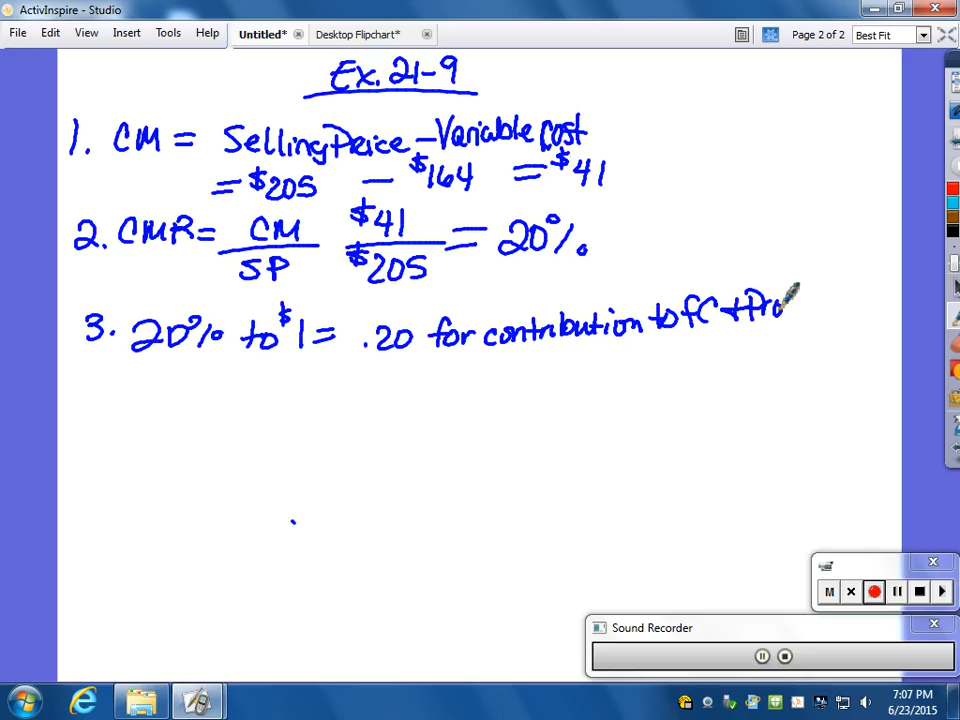 ActivInspire - Studio
File Edit View Insert Tools Help Untitled* Desktop Flipchart* Page 2 of 2 Best Fit
Ex. 21-9
1. CM = Selling Price - Variable Cost
= $205 - $164 = $41
2. CMR = CM $41 = 20%
SP $205
3. 20% to $1 = .20 for contribution to FC + Pro
M
Sound Recorder
7:07 PM
6/23/2015